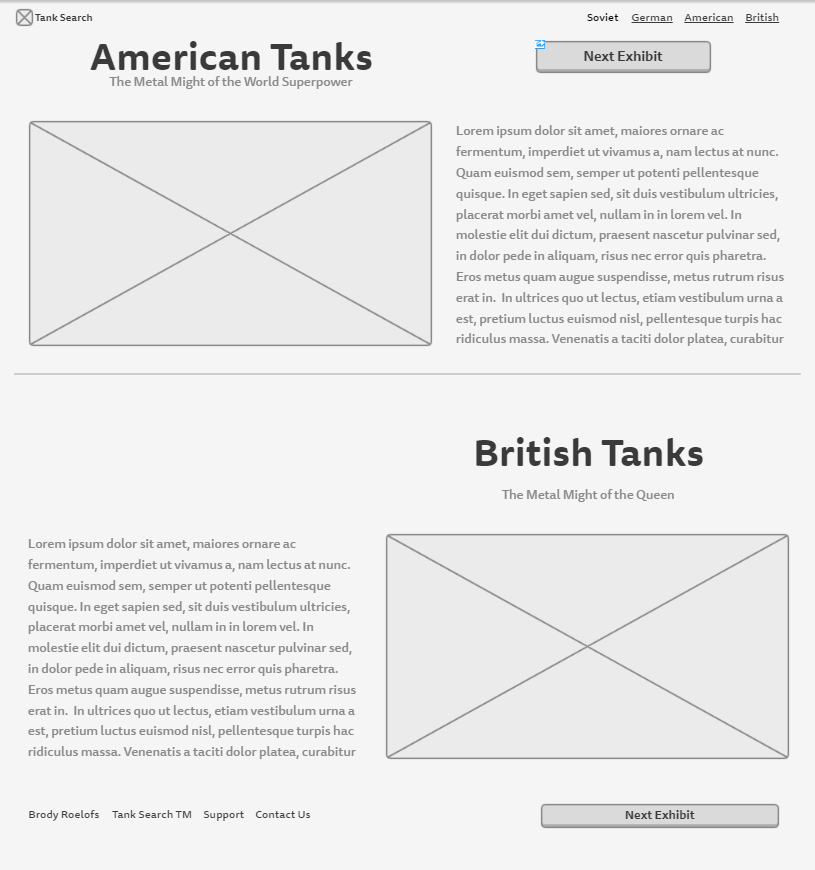 Tank Search
Soviet German American British
American Tanks
The Metal Might of the World Superpower
Next Exhibit
Lorem ipsum dolor sit amet, maiores ornare ac
fermentum, imperdiet ut vivamus a, nam lectus at nunc.
Quam euismod sem, semper ut potenti pellentesque
quisque. In eget sapien sed, sit duis vestibulum ultricies,
placerat morbi amet vel, nullam in in lorem vel. In
molestie elit dui dictum, praesent nascetur pulvinar sed,
in dolor pede in aliquam, risus nec error quis pharetra.
Eros metus quam augue suspendisse, metus rutrum risus
erat in.  In ultrices quo ut lectus, etiam vestibulum urna a
est, pretium luctus euismod nisl, pellentesque turpis hac
ridiculus massa. Venenatis a taciti dolor platea, curabitur
British Tanks
The Metal Might of the Queen
Lorem ipsum dolor sit amet, maiores ornare ac
fermentum, imperdiet ut vivamus a, nam lectus at nunc.
Quam euismod sem, semper ut potenti pellentesque
quisque. In eget sapien sed, sit duis vestibulum ultricies,
placerat morbi amet vel, nullam in in lorem vel. In
molestie elit dui dictum, praesent nascetur pulvinar sed,
in dolor pede in aliquam, risus nec error quis pharetra.
Eros metus quam augue suspendisse, metus rutrum risus
erat in.  In ultrices quo ut lectus, etiam vestibulum urna a
est, pretium luctus euismod nisl, pellentesque turpis hac
ridiculus massa. Venenatis a taciti dolor platea, curabitur
Brody Roelofs Tank Search TM Support Contact Us
Next Exhibit